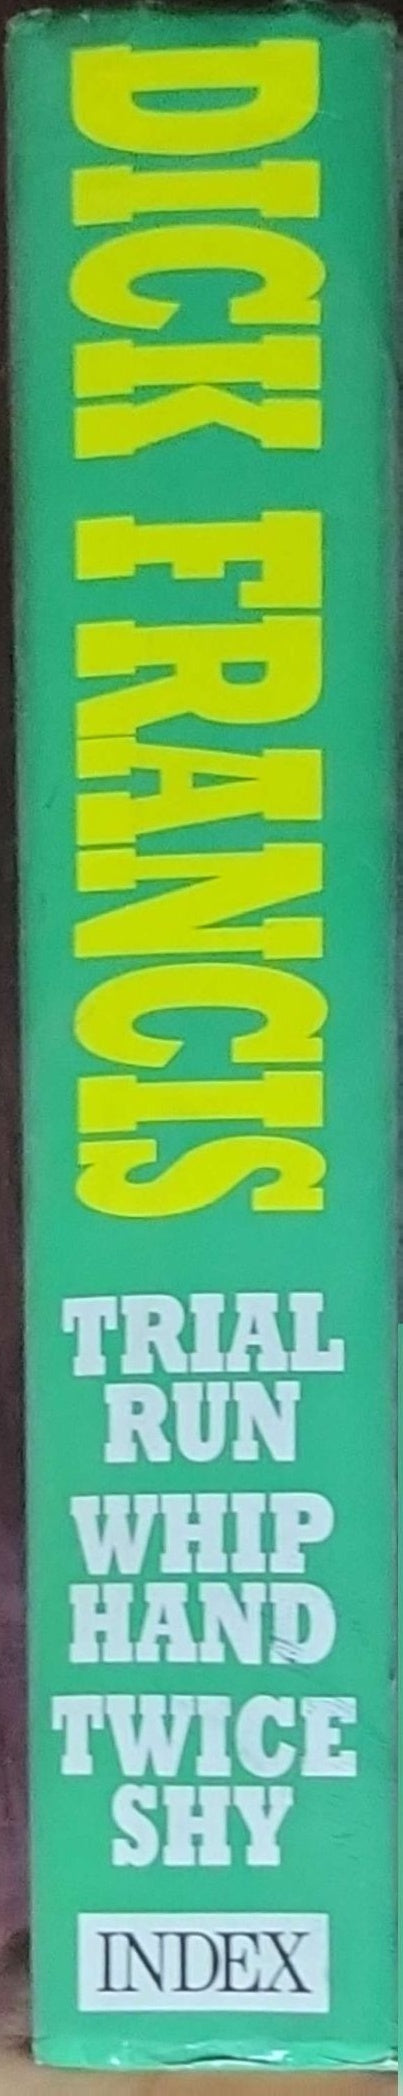 DICK FRANCIS
TRIAL
RUN
WHIP
HAND
TWICE
SHY
INDEX